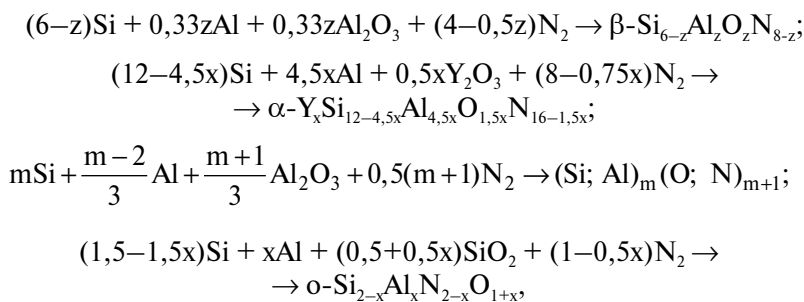 (6–z)Si + 0,33zAl + 0,33zAl₂O₃ + (4–0,5z)N₂ → β-Si₆₋zAlzOzN₈₋z;
(12–4,5x)Si + 4,5xAl + 0,5xY₂O₃ + (8–0,75x)N₂ →
→ α-YₓSi₁₂₋₄,₅ₓAl₄,₅ₓO₁,₅ₓN₁₆₋₁,₅ₓ;
mSi + (m – 2)/3 Al + (m + 1)/3 Al₂O₃ + 0,5(m + 1)N₂ → (Si; Al)ₘ(O; N)ₘ₊₁;
(1,5–1,5x)Si + xAl + (0,5+0,5x)SiO₂ + (1–0,5x)N₂ →
→ o-Si₂₋ₓAlₓN₂₋ₓO₁₊ₓ,